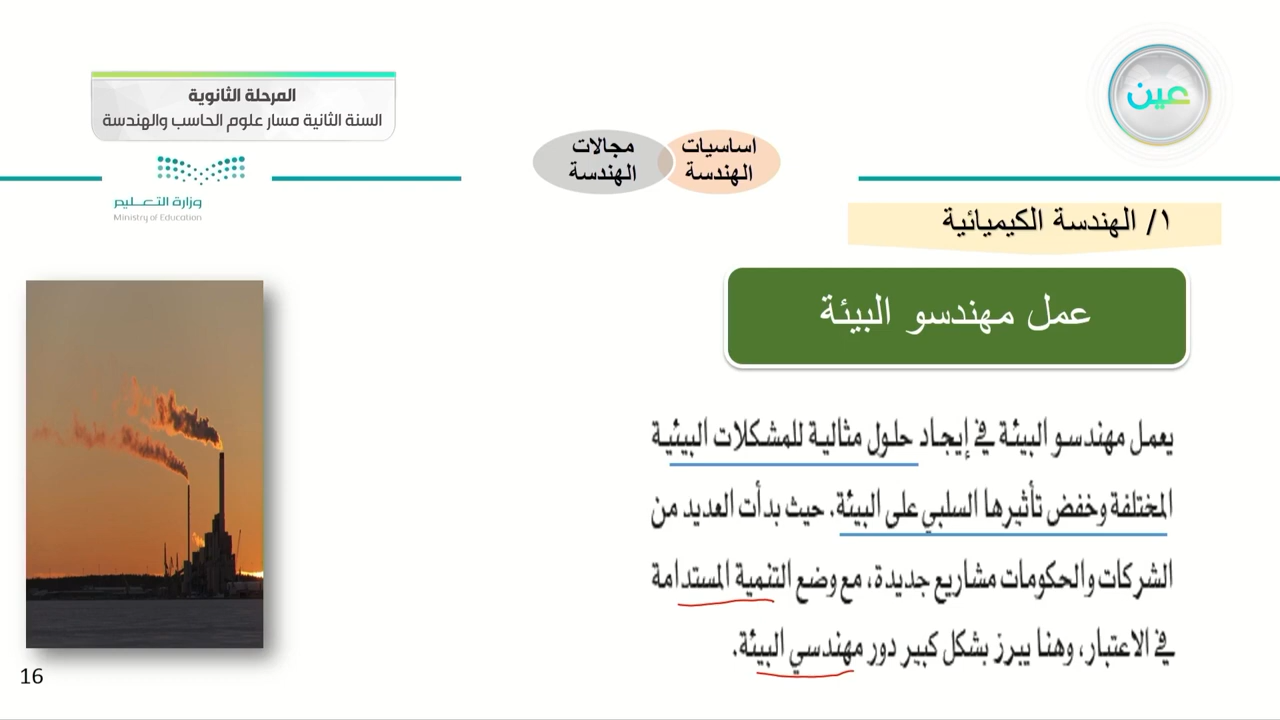 عين
المرحلة الثانوية
السنة الثانية مسار علوم الحاسب والهندسة
وزارة التعـــليم
Ministry of Education
اساسيات
الهندسة
مجالات
الهندسة
١/ الهندسة الكيميائية
عمل مهندسو البيئة
يعمل مهندسو البيئة في إيجاد حلول مثالية للمشكلات البيئية
المختلفة وخفض تأثيرها السلبي على البيئة. حيث بدأت العديد من
الشركات والحكومات مشاريع جديدة، مع وضع التنمية المستدامة
في الاعتبار، وهنا يبرز بشكل كبير دور مهندسي البيئة.
16